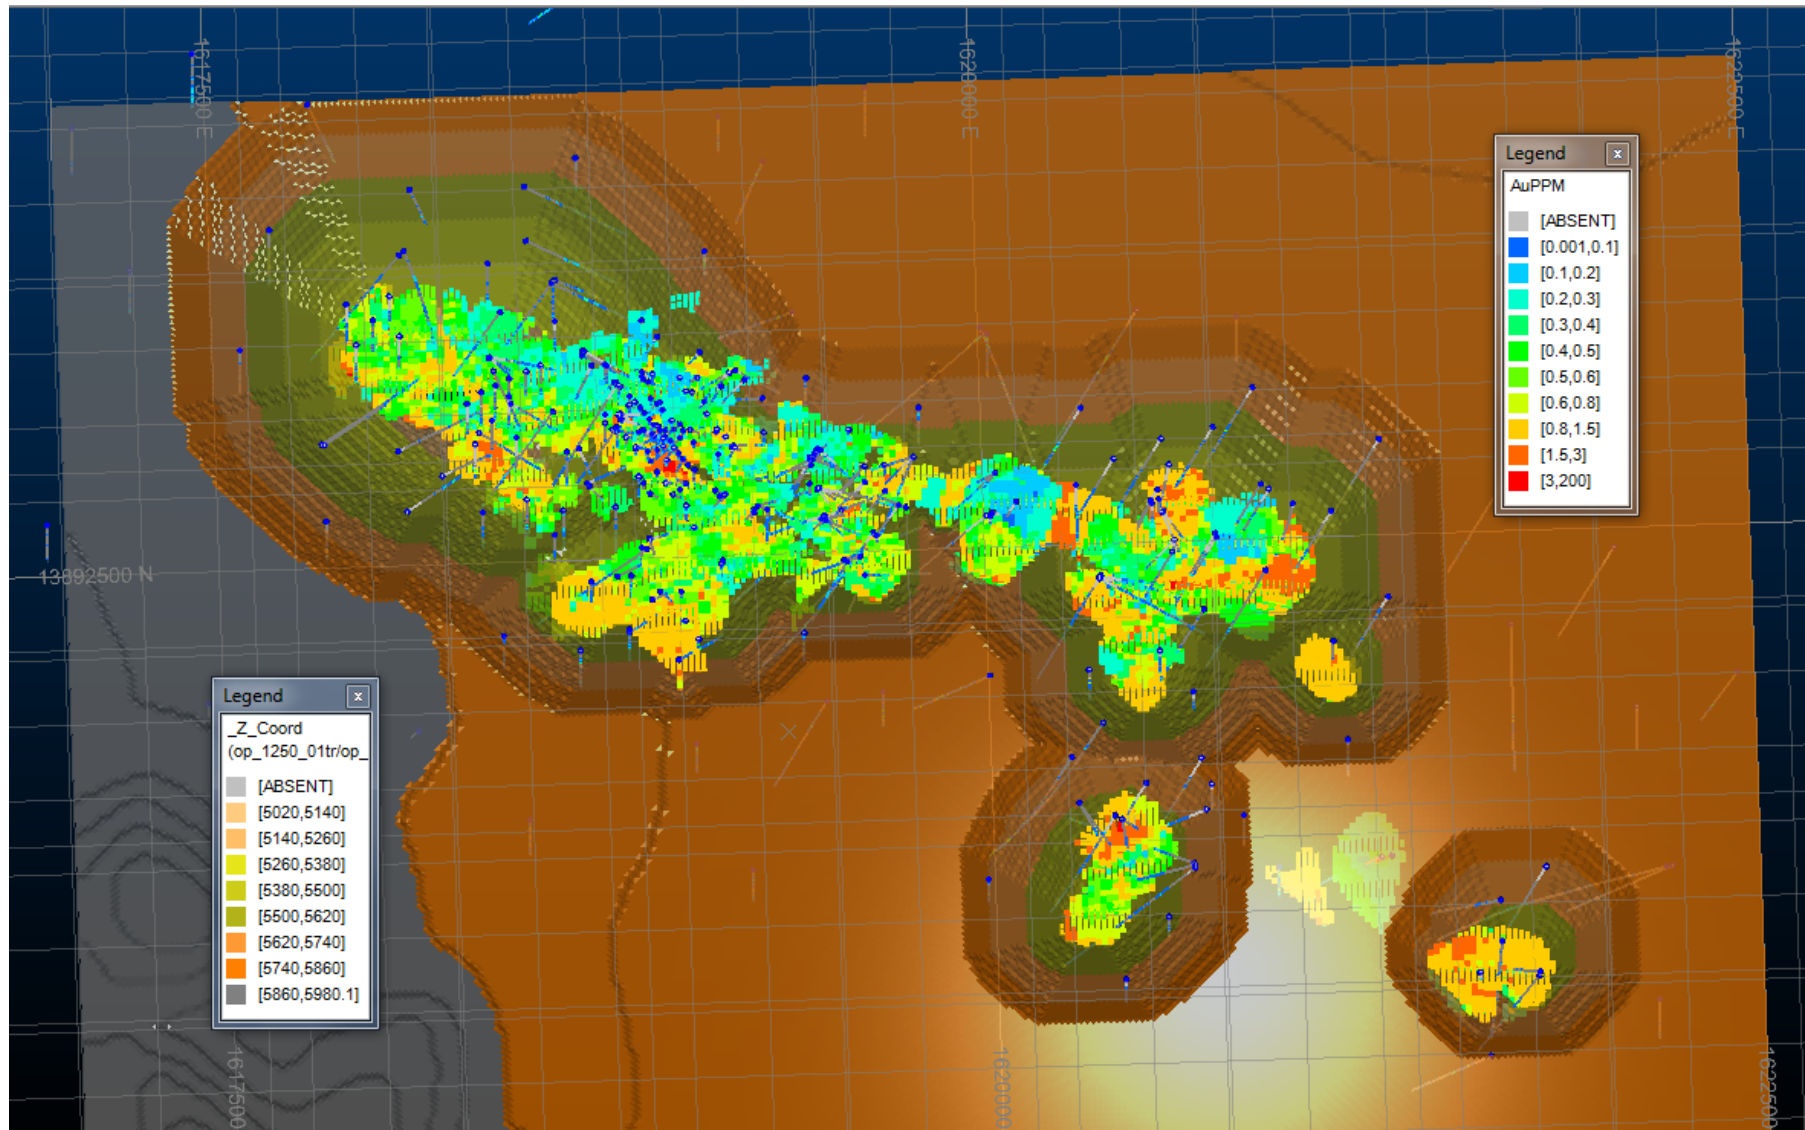 1617500 E
1620000 E
1622500 E
Legend
x
AuPPM
[ABSENT]
[0.001,0.1]
[0.1,0.2]
[0.2,0.3]
[0.3,0.4]
[0.4,0.5]
[0.5,0.6]
[0.6,0.8]
[0.8,1.5]
[1.5,3]
[3,200]
13892500 N
Legend
x
_Z_Coord
(op_1250_01tr/op_
[ABSENT]
[5020,5140]
[5140,5260]
[5260,5380]
[5380,5500]
[5500,5620]
[5620,5740]
[5740,5860]
[5860,5980.1]
1617500
1620000
1622500